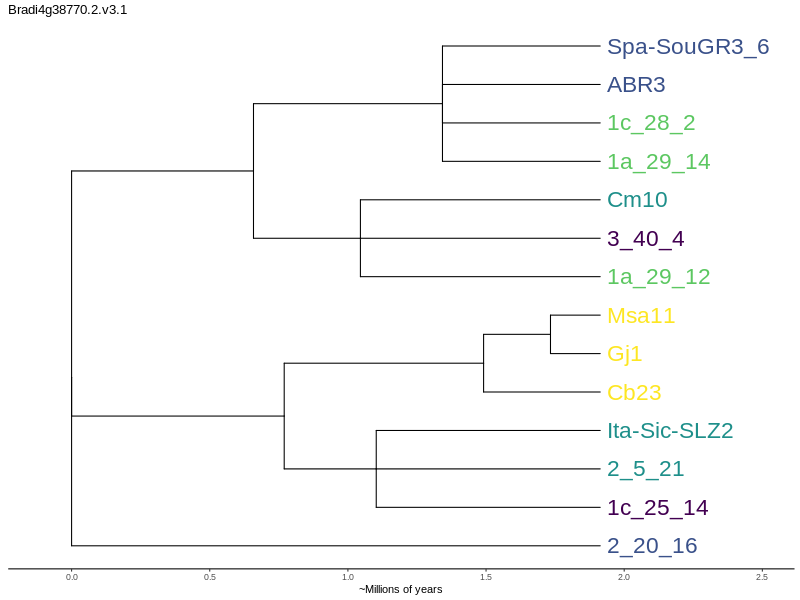 Bradi4g38770.2.v3.1
Spa-SouGR3_6
ABR3
1c_28_2
1a_29_14
Cm10
3_40_4
1a_29_12
Msa11
Gj1
Cb23
Ita-Sic-SLZ2
2_5_21
1c_25_14
2_20_16
0.0 0.5 1.0 1.5 2.0 2.5
~Millions of years